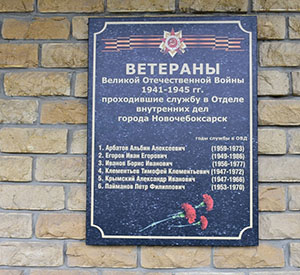 ВЕТЕРАНЫ
Великой Отечественной Войны
1941-1945 гг.
проходившие службу в Отделе
внутренних дел
города Новочебоксарск
годы службы в ОВД
1. Арбатов Альбин Алексеевич (1959-1973)
2. Егоров Иван Егорович (1949-1986)
3. Иванов Борис Иванович (1956-1977)
4. Клементьев Тимофей Клементьевич (1947-1972)
5. Крымский Александр Иванович (1947-1966)
6. Пайманов Петр Филиппович (1953-1970)